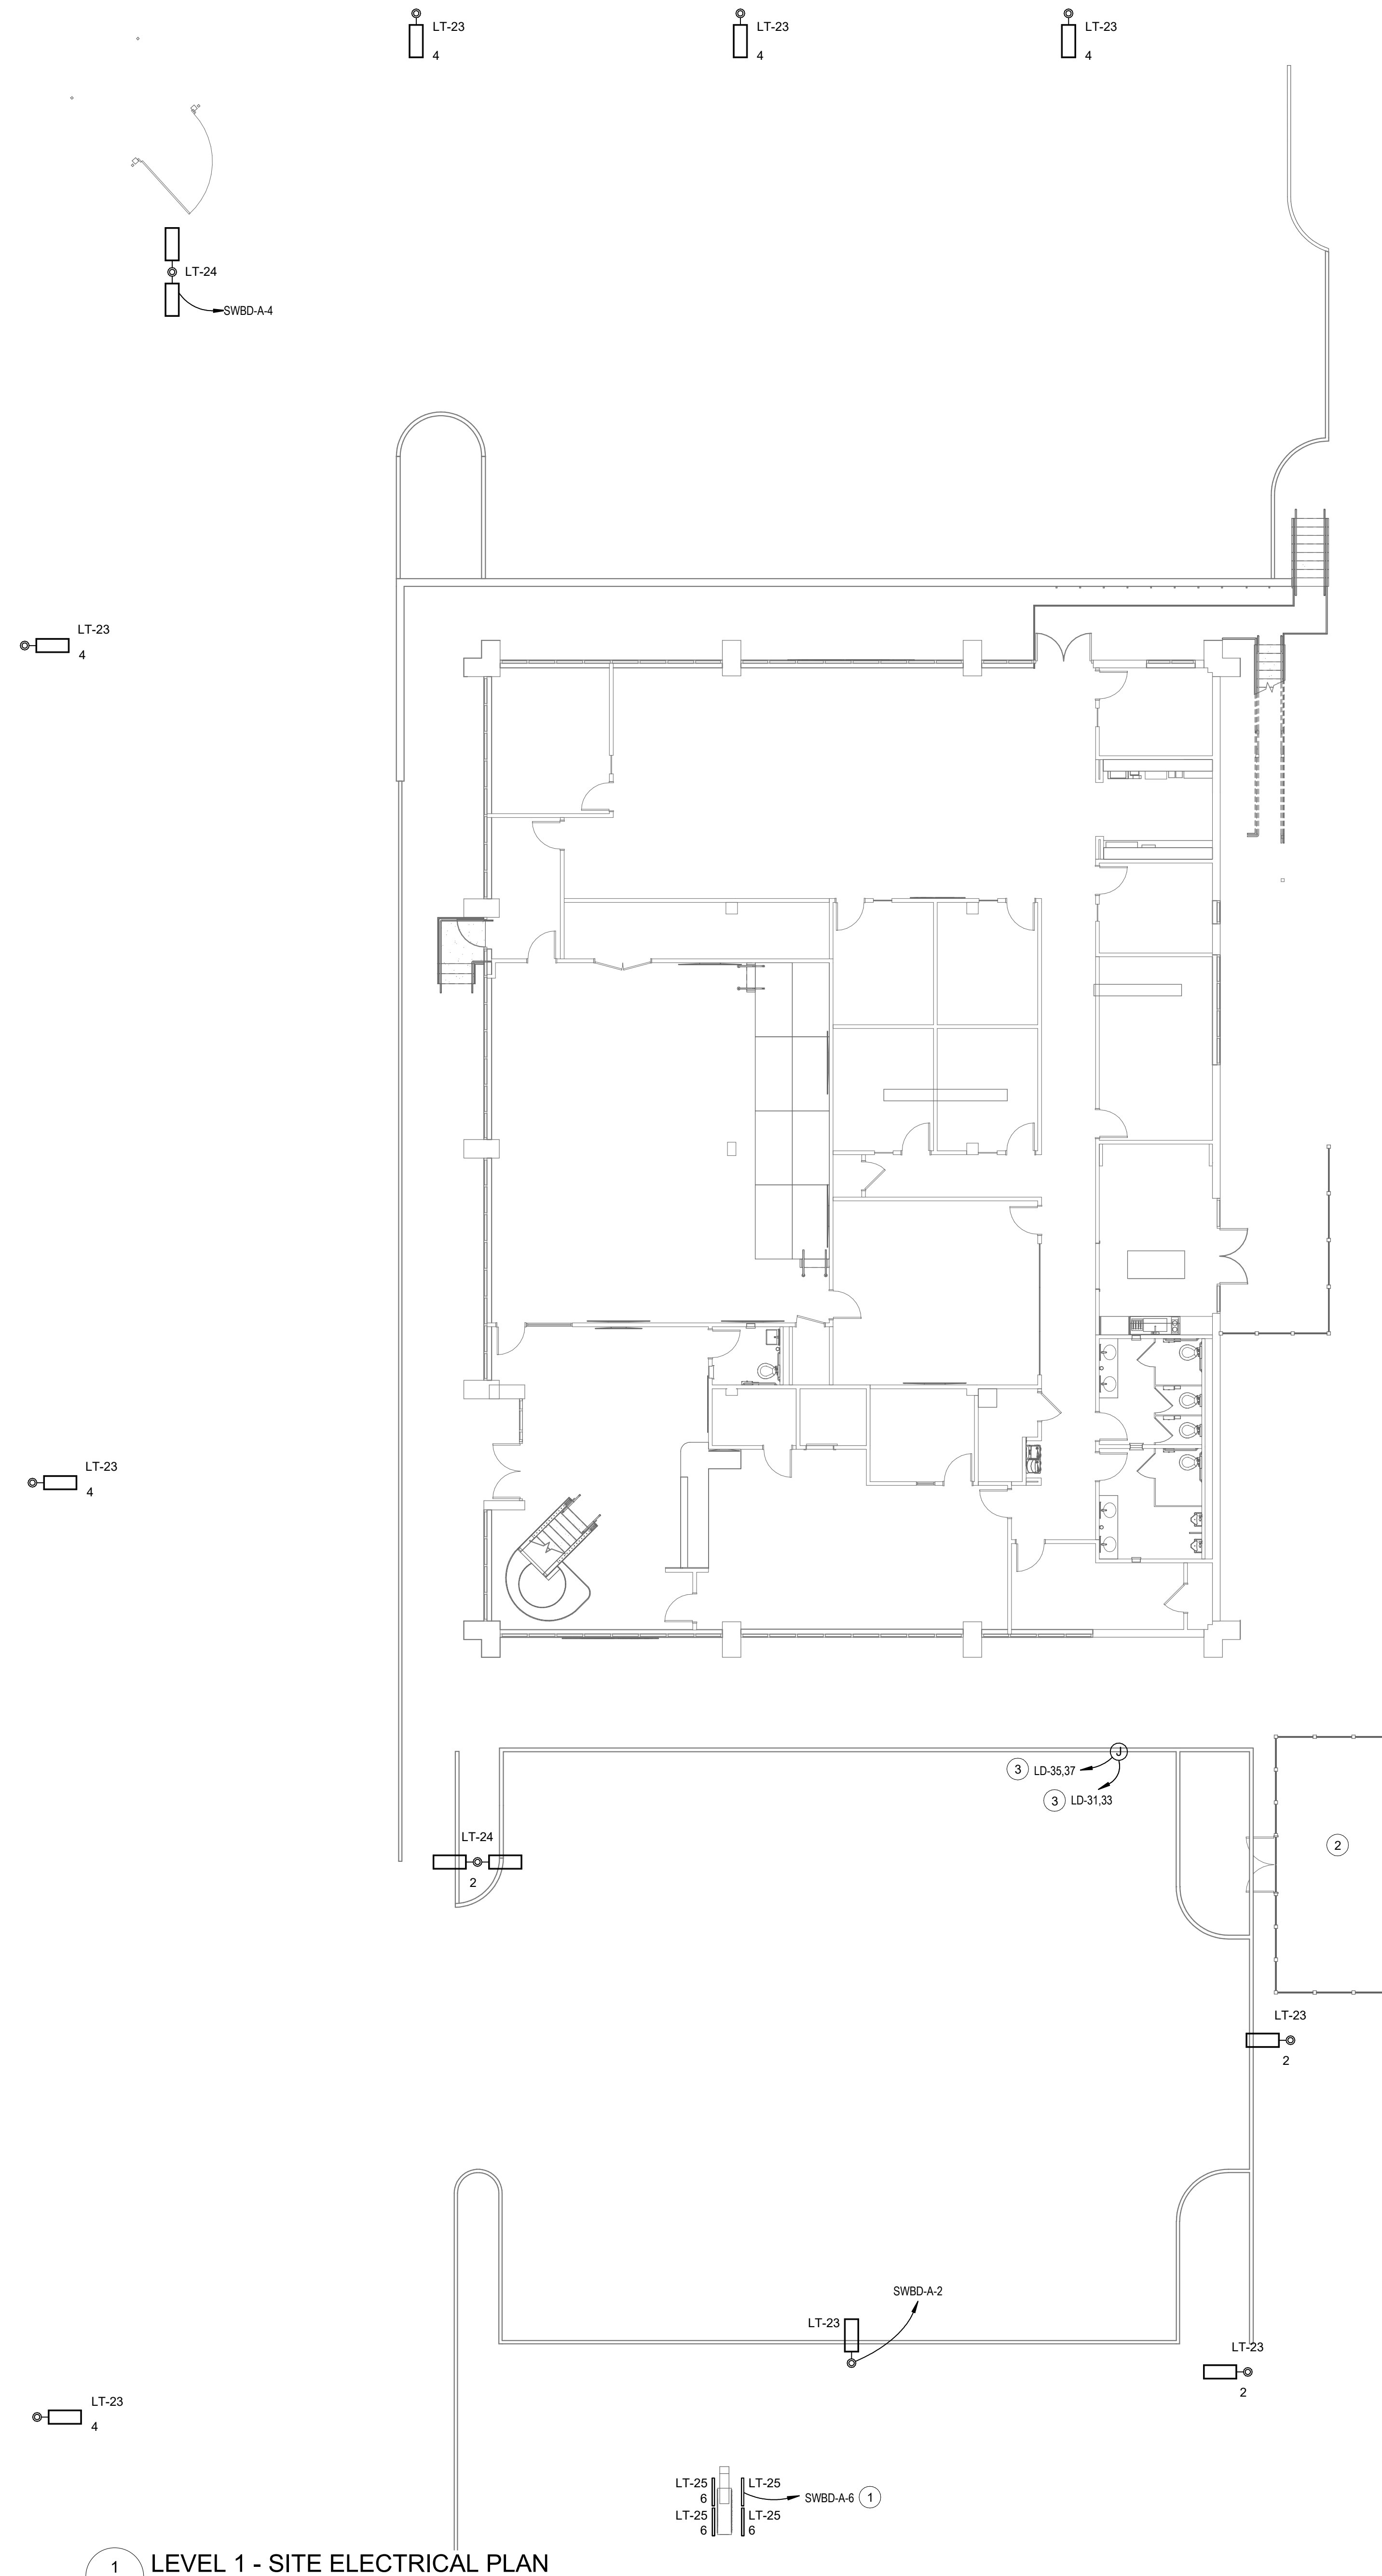 LT-23
4
LT-23
4
LT-23
4
LT-24
SWBD-A-4
LT-23
4
LT-23
4
J
3 LD-35,37
3 LD-31,33
LT-24
2
2
LT-23
2
SWBD-A-2
LT-23
LT-23
2
LT-23
4
LT-25 LT-25
6 SWBD-A-6 1
LT-25 LT-25
6 6
1 LEVEL 1 - SITE ELECTRICAL PLAN